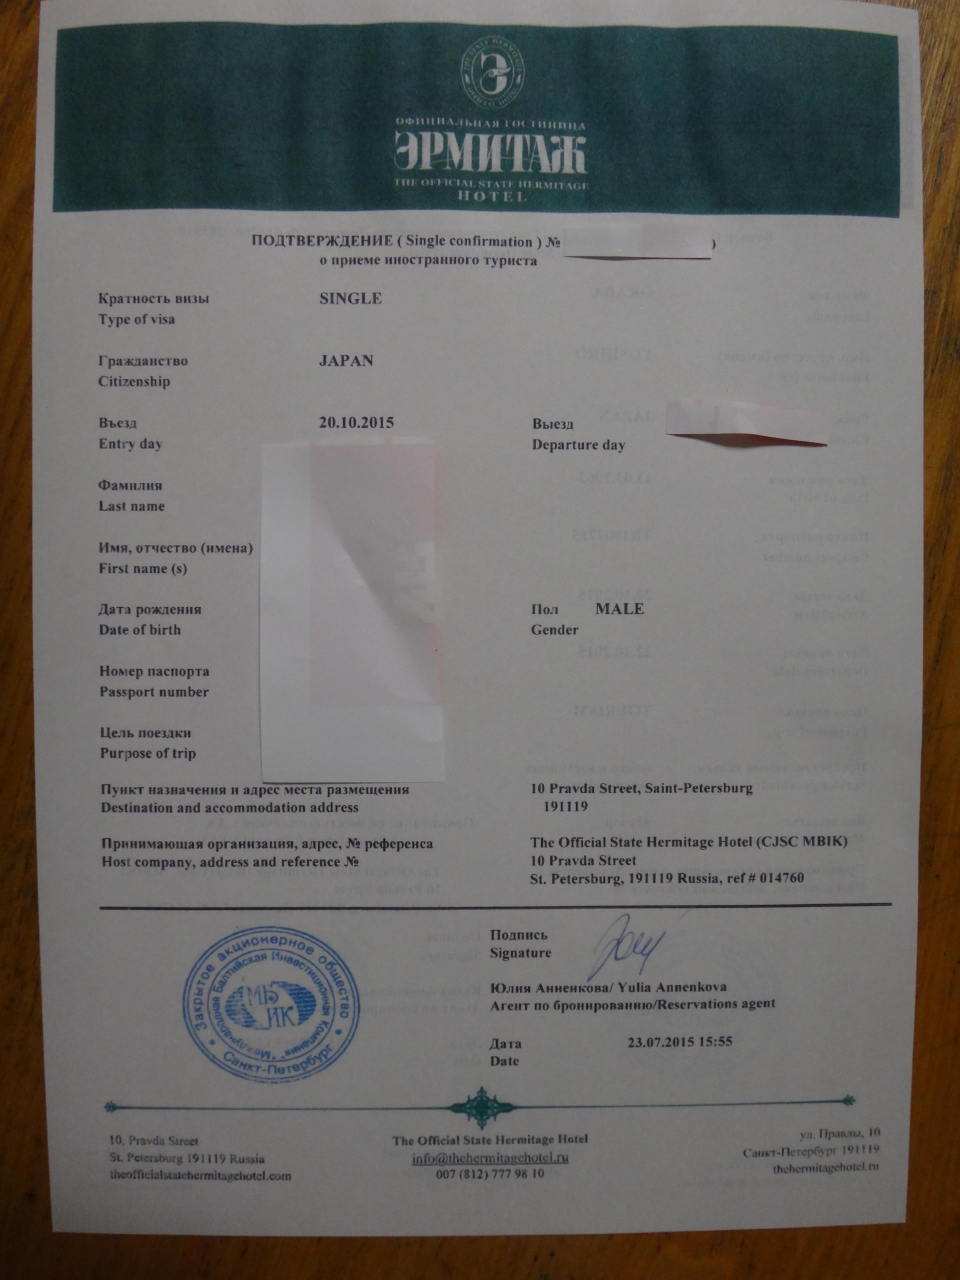 ОФИЦИАЛЬНАЯ ГОСТИНИЦА
ЭРМИТАЖ
THE OFFICIAL STATE HERMITAGE
HOTEL
ПОДТВЕРЖДЕНИЕ ( Single confirmation ) № )
о приеме иностранного туриста
Кратность визы SINGLE
Type of visa
Гражданство JAPAN
Citizenship
Въезд 20.10.2015 Выезд
Entry day Departure day
Фамилия
Last name
Имя, отчество (имена)
First name (s)
Дата рождения Пол MALE
Date of birth Gender
Номер паспорта
Passport number
Цель поездки
Purpose of trip
Пункт назначения и адрес места размещения 10 Pravda Street, Saint-Petersburg
Destination and accommodation address 191119
Принимающая организация, адрес, № референса The Official State Hermitage Hotel (CJSC MBIK)
Host company, address and reference № 10 Pravda Street
St. Petersburg, 191119 Russia, ref # 014760
Закрытое акционерное общество
Международная Балтийская Инвестиционная Компания
МБ
ИК
Санкт-Петербург
Подпись
Signature
Юлия Анненкова/ Yulia Annenkova
Агент по бронированию/Reservations agent
Дата 23.07.2015 15:55
Date
10, Pravda Street
St. Petersburg 191119 Russia
theofficialstatehermitagehotel.com
The Official State Hermitage Hotel
info@thehermitagehotel.ru
007 (812) 777 98 10
ул. Правды, 10
Санкт-Петербург 191119
thehermitagehotel.ru